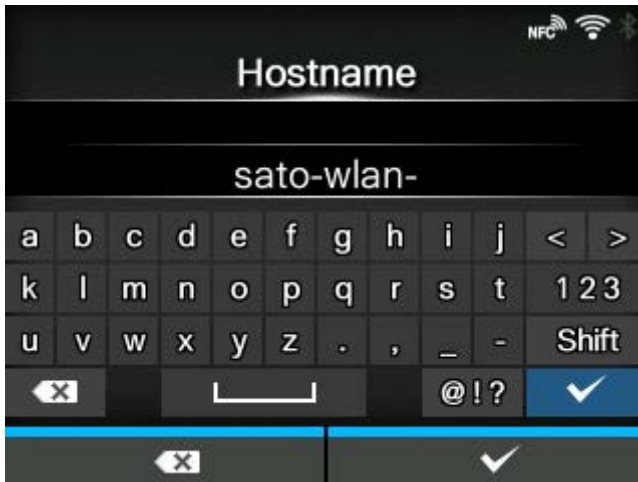 NFC
Hostname
sato-wlan-
a b c d e f g h i j < >
k l m n o p q r s t 123
u v w x y z . , _ - Shift
@!?